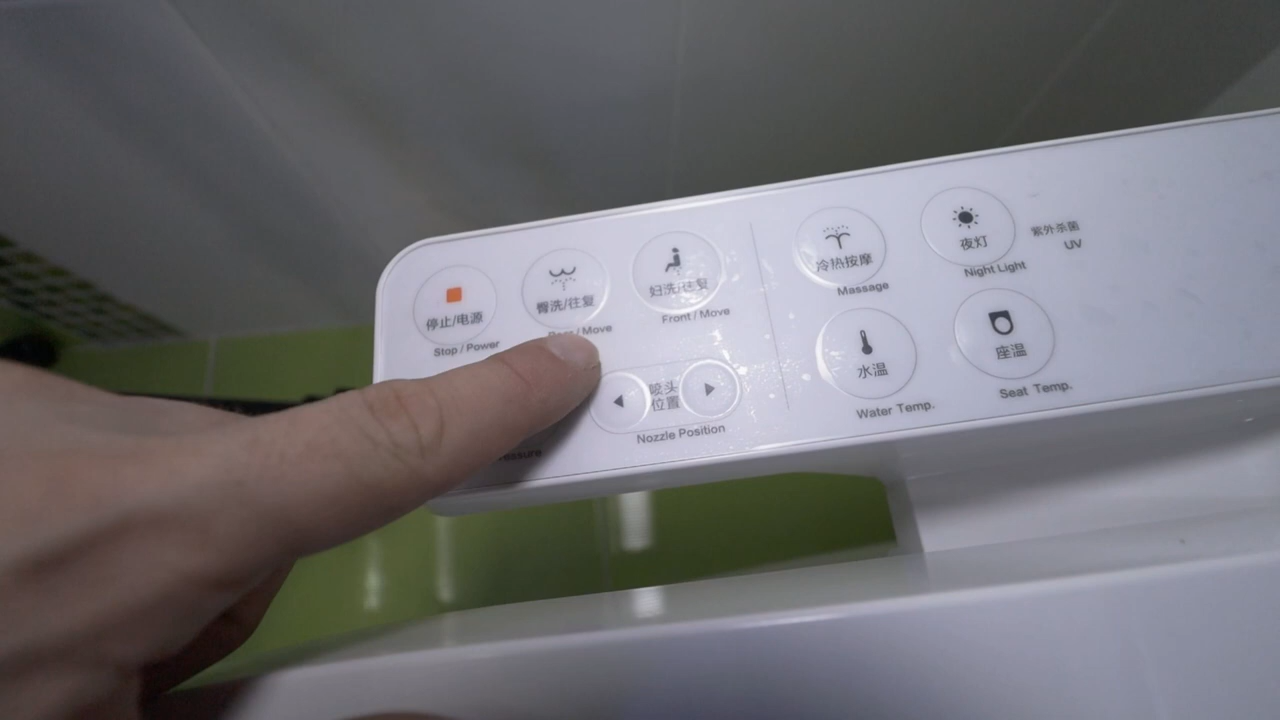 停止/电源
Stop / Power
臀洗/往复
Rear / Move
妇洗/往复
Front / Move
喷头
位置
Nozzle Position
冷热按摩
Massage
夜灯
Night Light
紫外杀菌
UV
水温
Water Temp.
座温
Seat Temp.